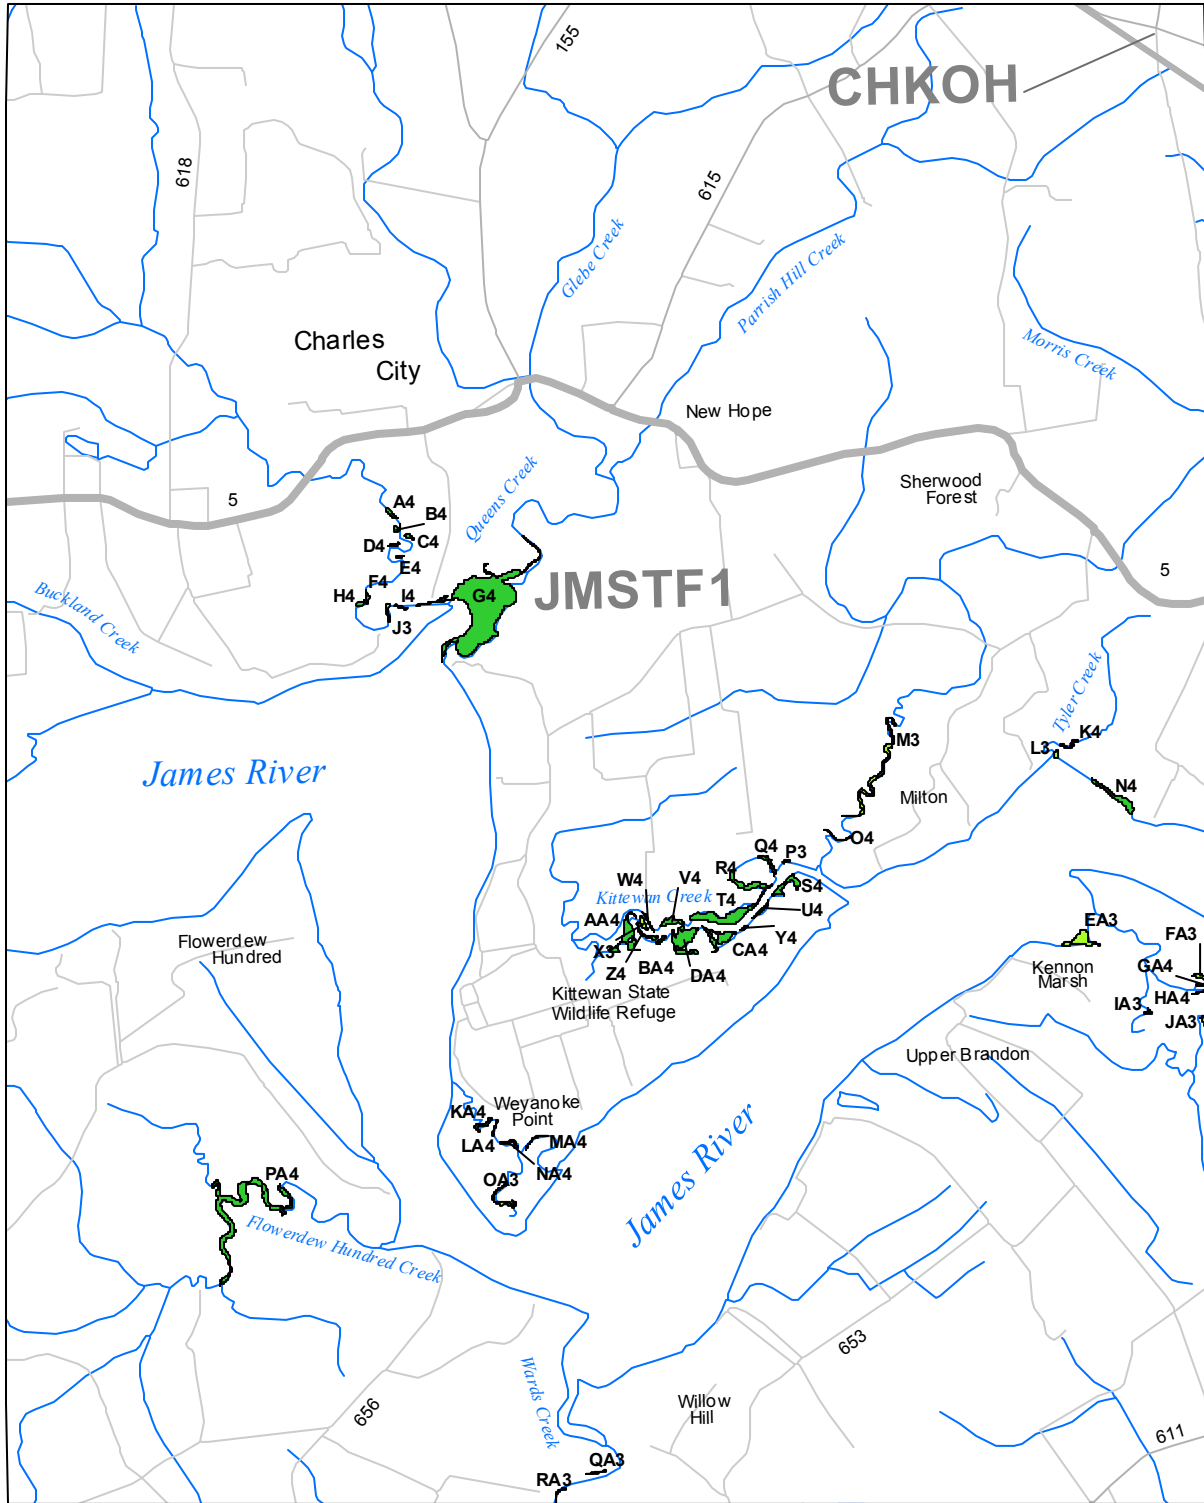 155
CHKOH
618
615
Glebe Creek
Parrish Hill Creek
Charles
City
Morris Creek
New Hope
Queens Creek
Sherwood
Forest
5
A4
B4
C4
D4
E4
F4
H4
I4
J3
G4
JMSTF1
5
Buckland Creek
Tyler Creek
K4
L3
M3
N4
James River
Milton
O4
Q4
P3
R4
S4
W4
V4
Kittewan Creek
T4
U4
AA4
Y4
X3
CA4
Z4
BA4
DA4
Kittewan State
Wildlife Refuge
Flowerdew
Hundred
EA3
FA3
Kennon
Marsh
GA4
HA4
IA3
JA3
Upper Brandon
Weyanoke
Point
KA4
LA4
MA4
NA4
OA3
James River
PA4
Flowerdew Hundred Creek
653
Wards Creek
Willow
Hill
656
611
QA3
RA3